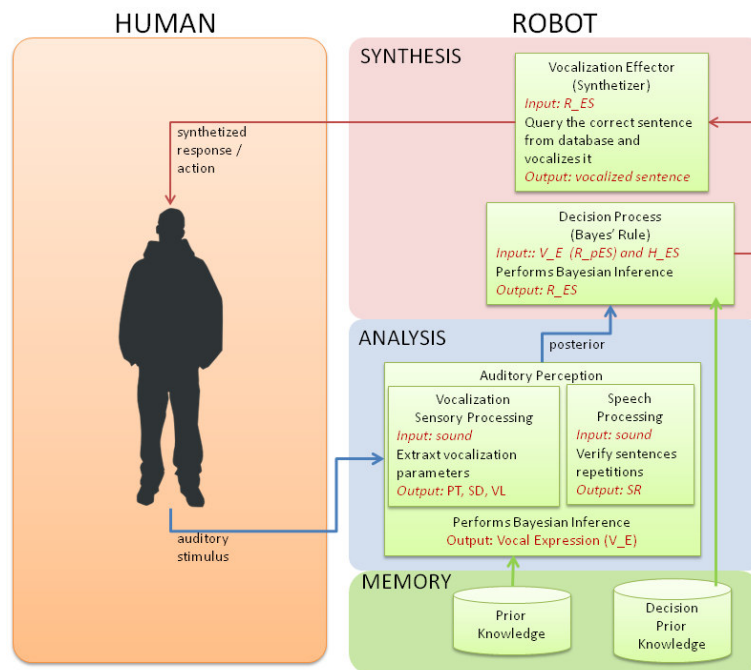 HUMAN
ROBOT
SYNTHESIS
Vocalization Effector
(Synthetizer)
Input: R_ES
Query the correct sentence
from database and
vocalizes it
Output: vocalized sentence
synthetized
response /
action
Decision Process
(Bayes' Rule)
Input:: V_E (R_pES) and H_ES
Performs Bayesian Inference
Output: R_ES
ANALYSIS
posterior
Auditory Perception
Vocalization
Sensory Processing
Input: sound
Extraxt vocalization
parameters
Output: PT, SD, VL
Speech
Processing
Input: sound
Verify sentences
repetitions
Output: SR
Performs Bayesian Inference
Output: Vocal Expression (V_E)
auditory
stimulus
MEMORY
Prior
Knowledge
Decision
Prior
Knowledge